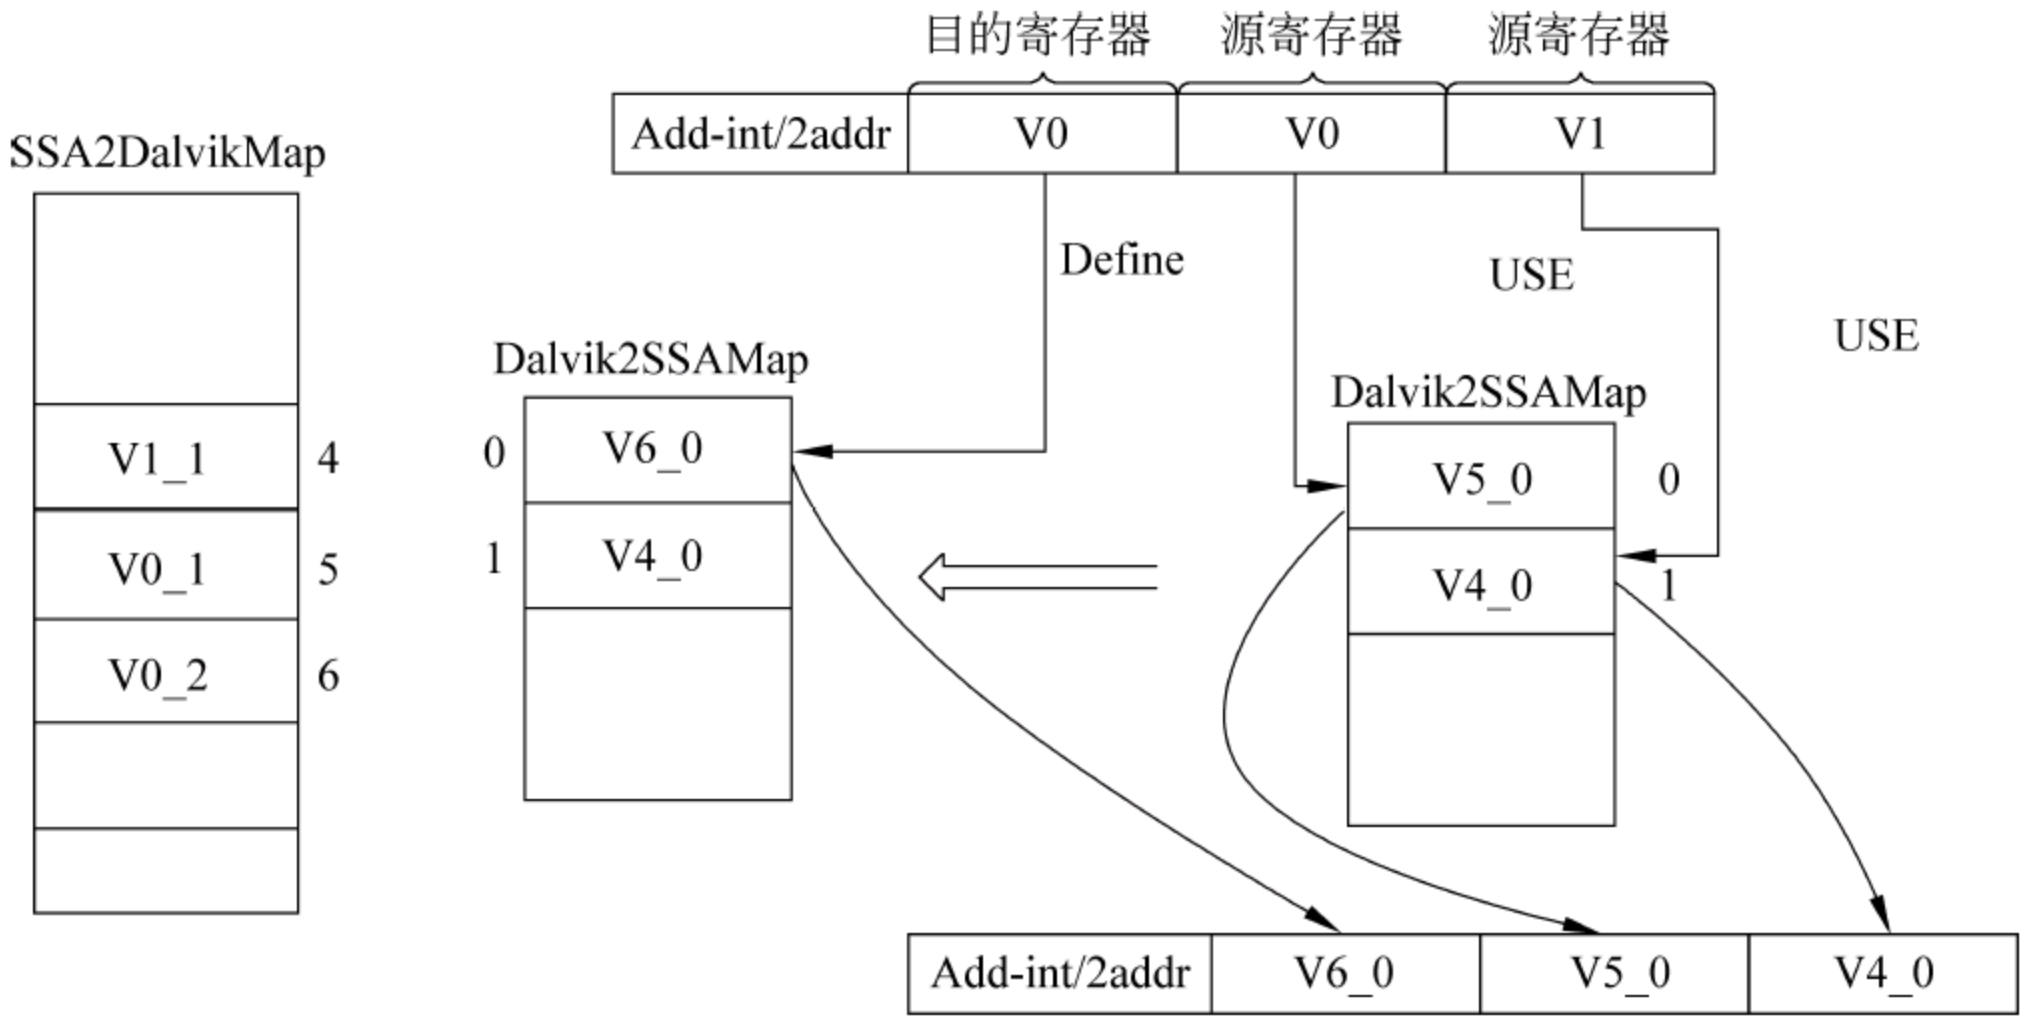 目的寄存器 源寄存器 源寄存器
Add-int/2addr V0 V0 V1
SSA2DalvikMap
Define
USE
USE
Dalvik2SSAMap
Dalvik2SSAMap
V1_1 4
0 V6_0
V5_0 0
V0_1 5
1 V4_0
V4_0 1
V0_2 6
Add-int/2addr V6_0 V5_0 V4_0